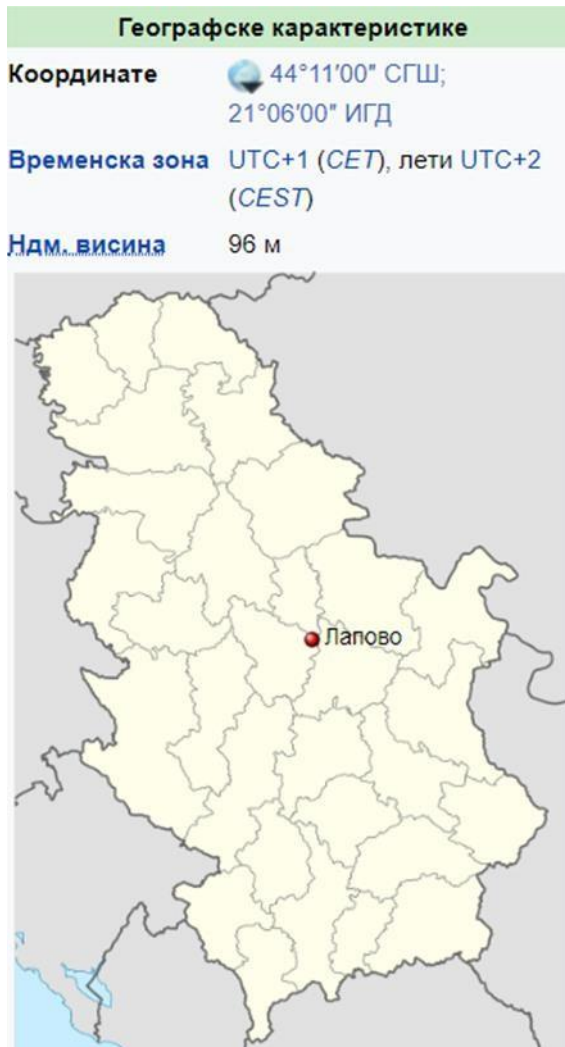 Географске карактеристике
Координате 44°11′00″ СГШ;
21°06′00″ ИГД
Временска зона UTC+1 (CET), лети UTC+2
(CEST)
Ндм. висина 96 м
Лапово